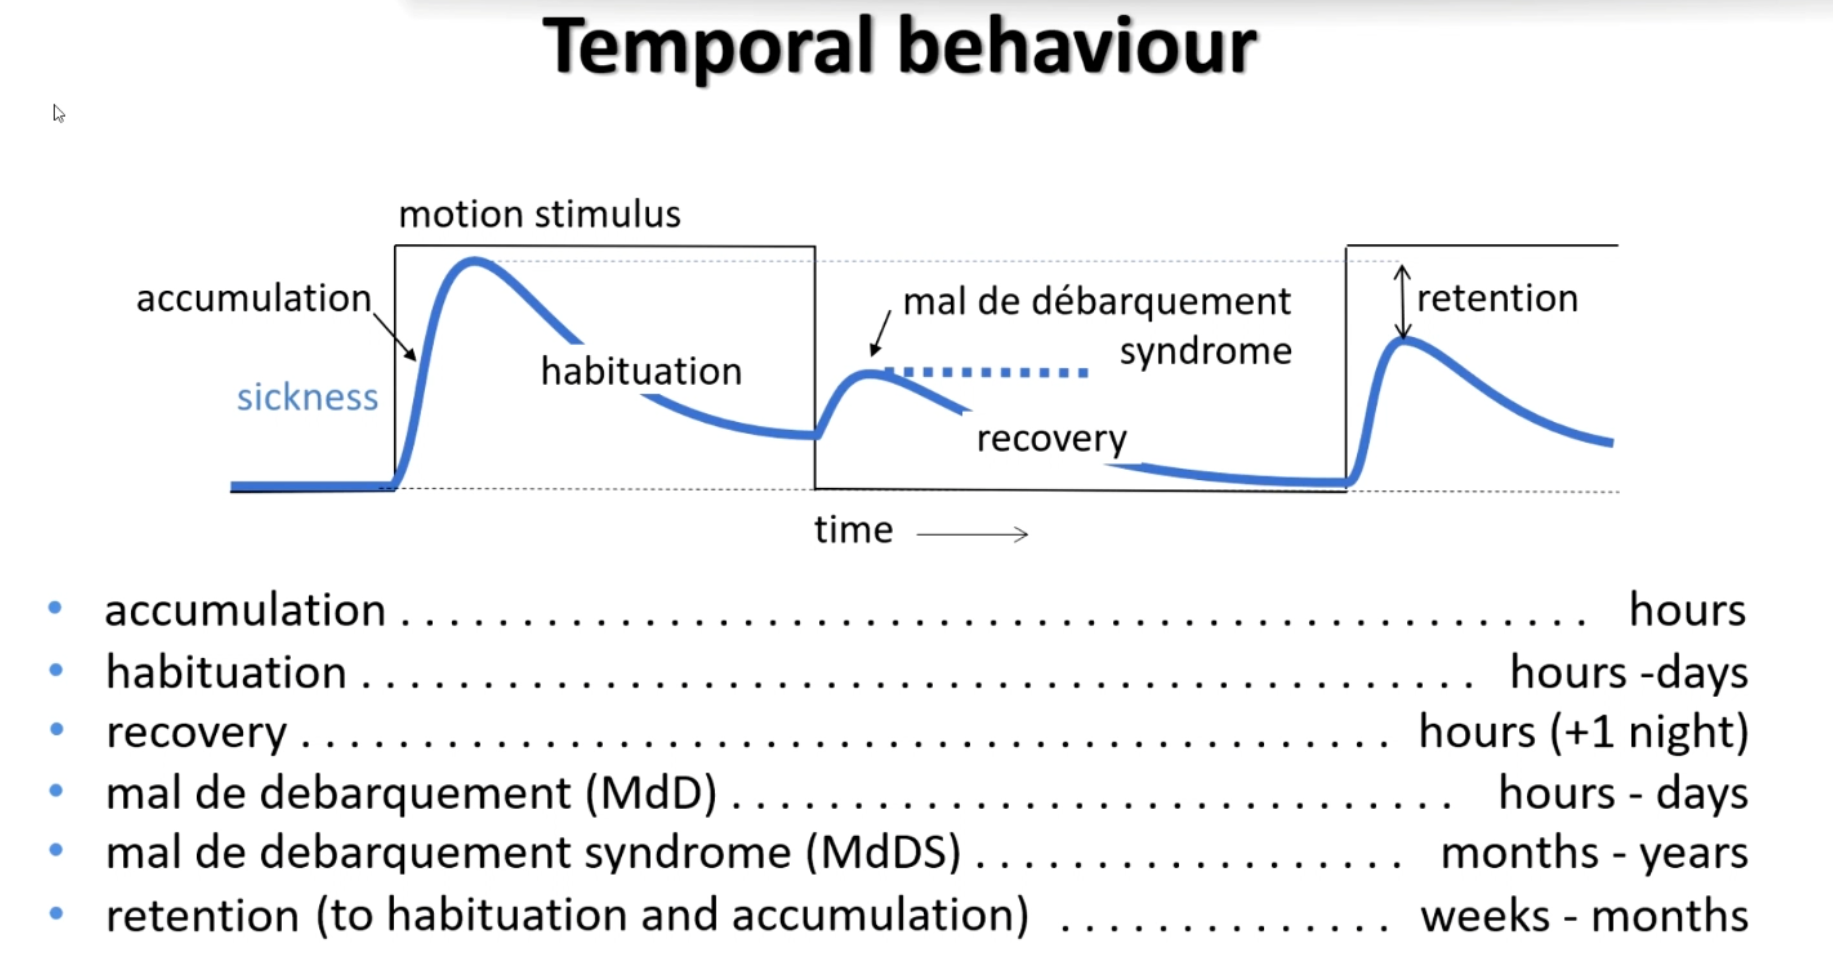 Temporal behaviour
motion stimulus
accumulation
mal de débarquement
syndrome
retention
habituation
sickness
recovery
time
• accumulation . . . . . . . . . . . . . . . . . . . . . . . . . . . . . . . . . . . . . . . . . . . . . . . . . hours
• habituation . . . . . . . . . . . . . . . . . . . . . . . . . . . . . . . . . . . . . . . . . . . . . . hours -days
• recovery . . . . . . . . . . . . . . . . . . . . . . . . . . . . . . . . . . . . . . . . . . . . . hours (+1 night)
• mal de debarquement (MdD) . . . . . . . . . . . . . . . . . . . . . . . . . . . . . . hours - days
• mal de debarquement syndrome (MdDS) . . . . . . . . . . . . . . . . . . months - years
• retention (to habituation and accumulation) . . . . . . . . . . . . . . weeks - months